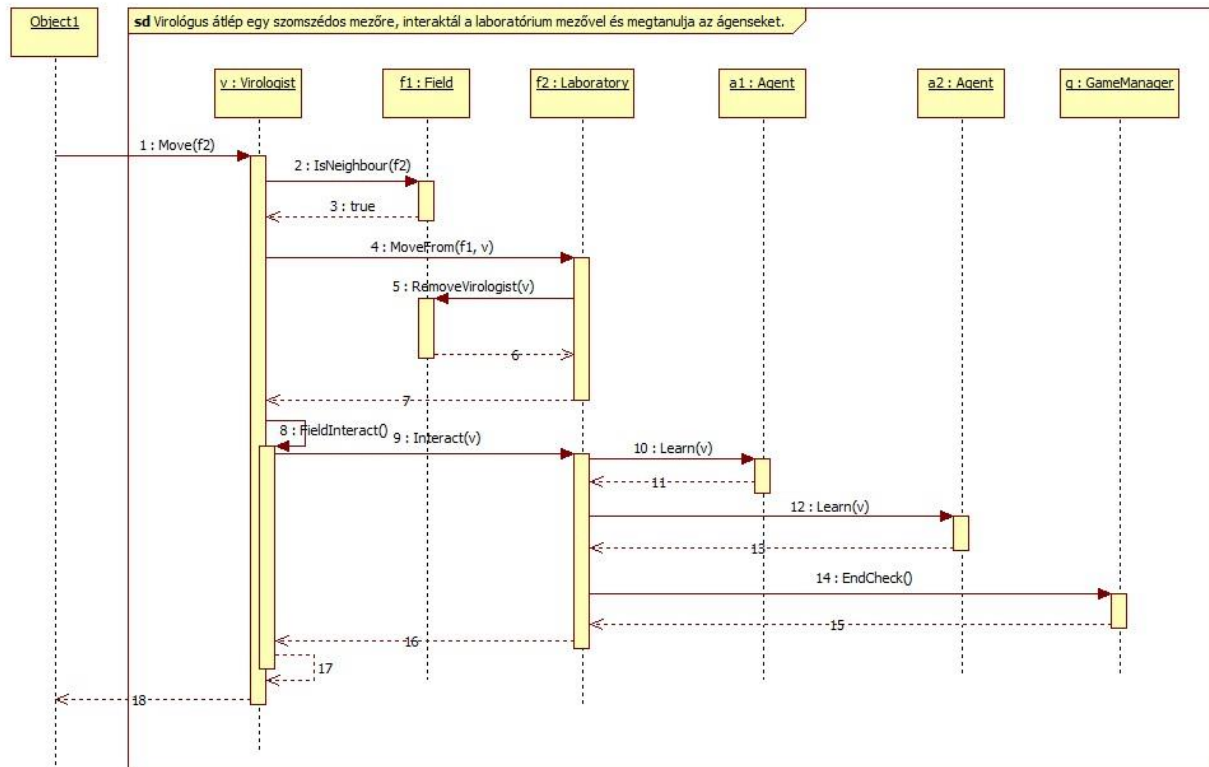 Object1
sd Virológus átlép egy szomszédos mezőre, interaktál a laboratórium mezővel és megtanulja az ágenseket.
v : Virologist
f1 : Field
f2 : Laboratory
a1 : Agent
a2 : Agent
g : GameManager
1 : Move(f2)
2 : IsNeighbour(f2)
3 : true
4 : MoveFrom(f1, v)
5 : RemoveVirologist(v)
6
7
8 : FieldInteract()
9 : Interact(v)
10 : Learn(v)
11
12 : Learn(v)
13
14 : EndCheck()
15
16
17
18